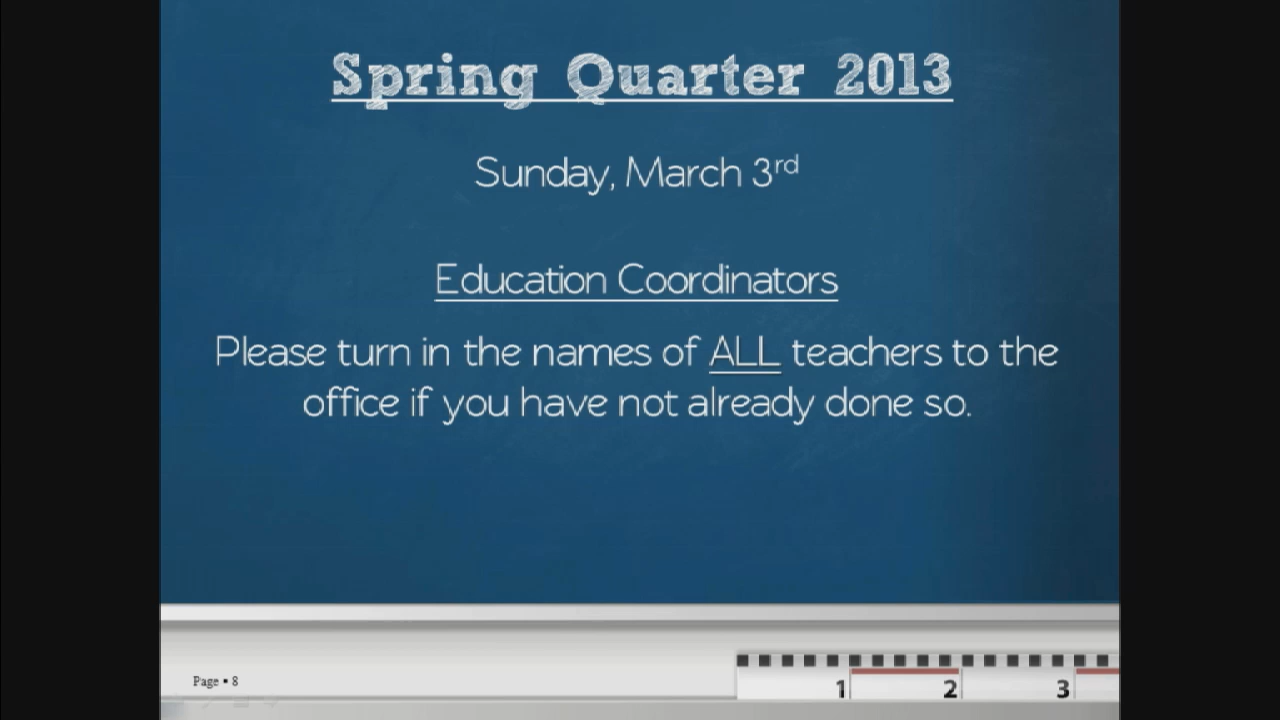 Spring Quarter 2013
Sunday, March 3rd
Education Coordinators
Please turn in the names of ALL teachers to the
office if you have not already done so.
Page ▪ 8
1 2 3